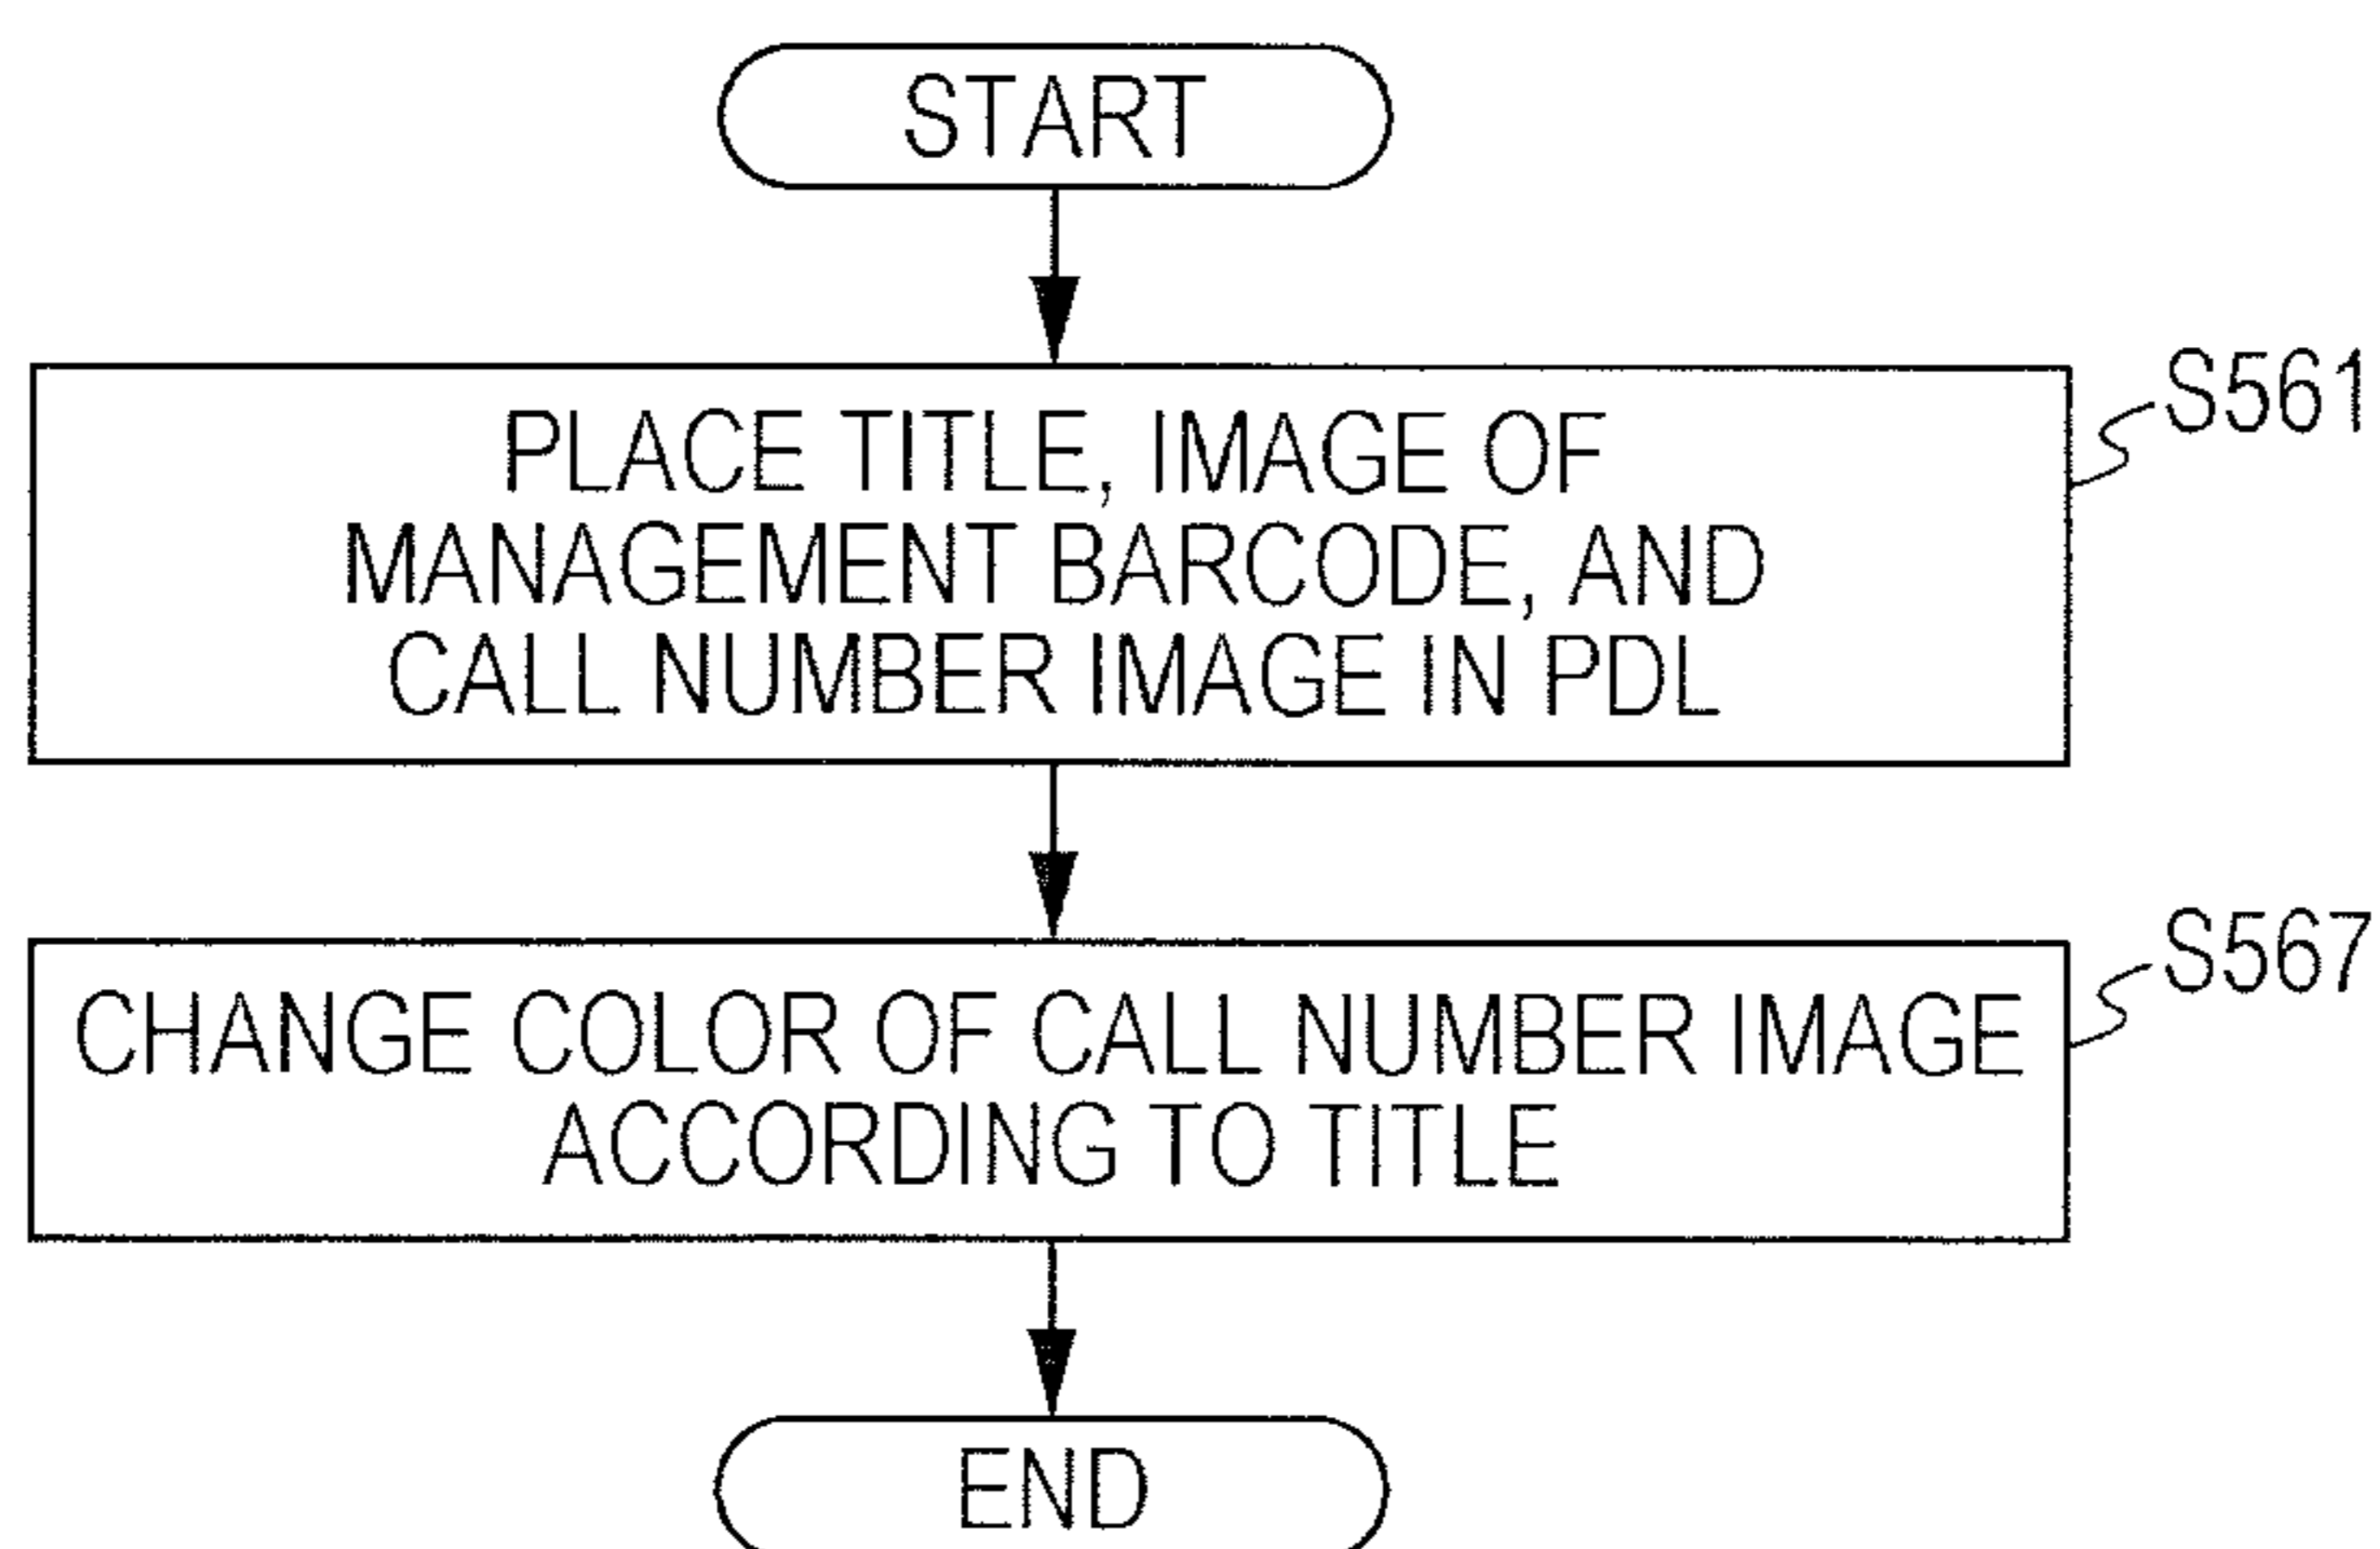 START
S561
PLACE TITLE, IMAGE OF
MANAGEMENT BARCODE, AND
CALL NUMBER IMAGE IN PDL
S567
CHANGE COLOR OF CALL NUMBER IMAGE
ACCORDING TO TITLE
END